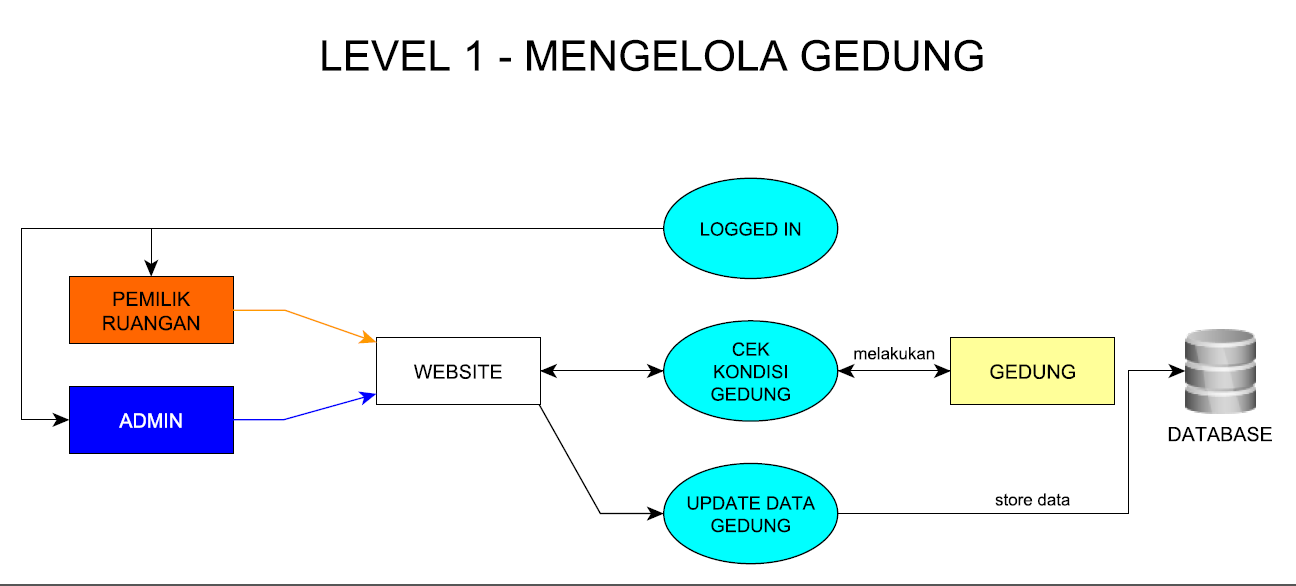 LEVEL 1 - MENGELOLA GEDUNG
LOGGED IN
PEMILIK
RUANGAN
ADMIN
WEBSITE
CEK
KONDISI
GEDUNG
melakukan
GEDUNG
DATABASE
UPDATE DATA
GEDUNG
store data